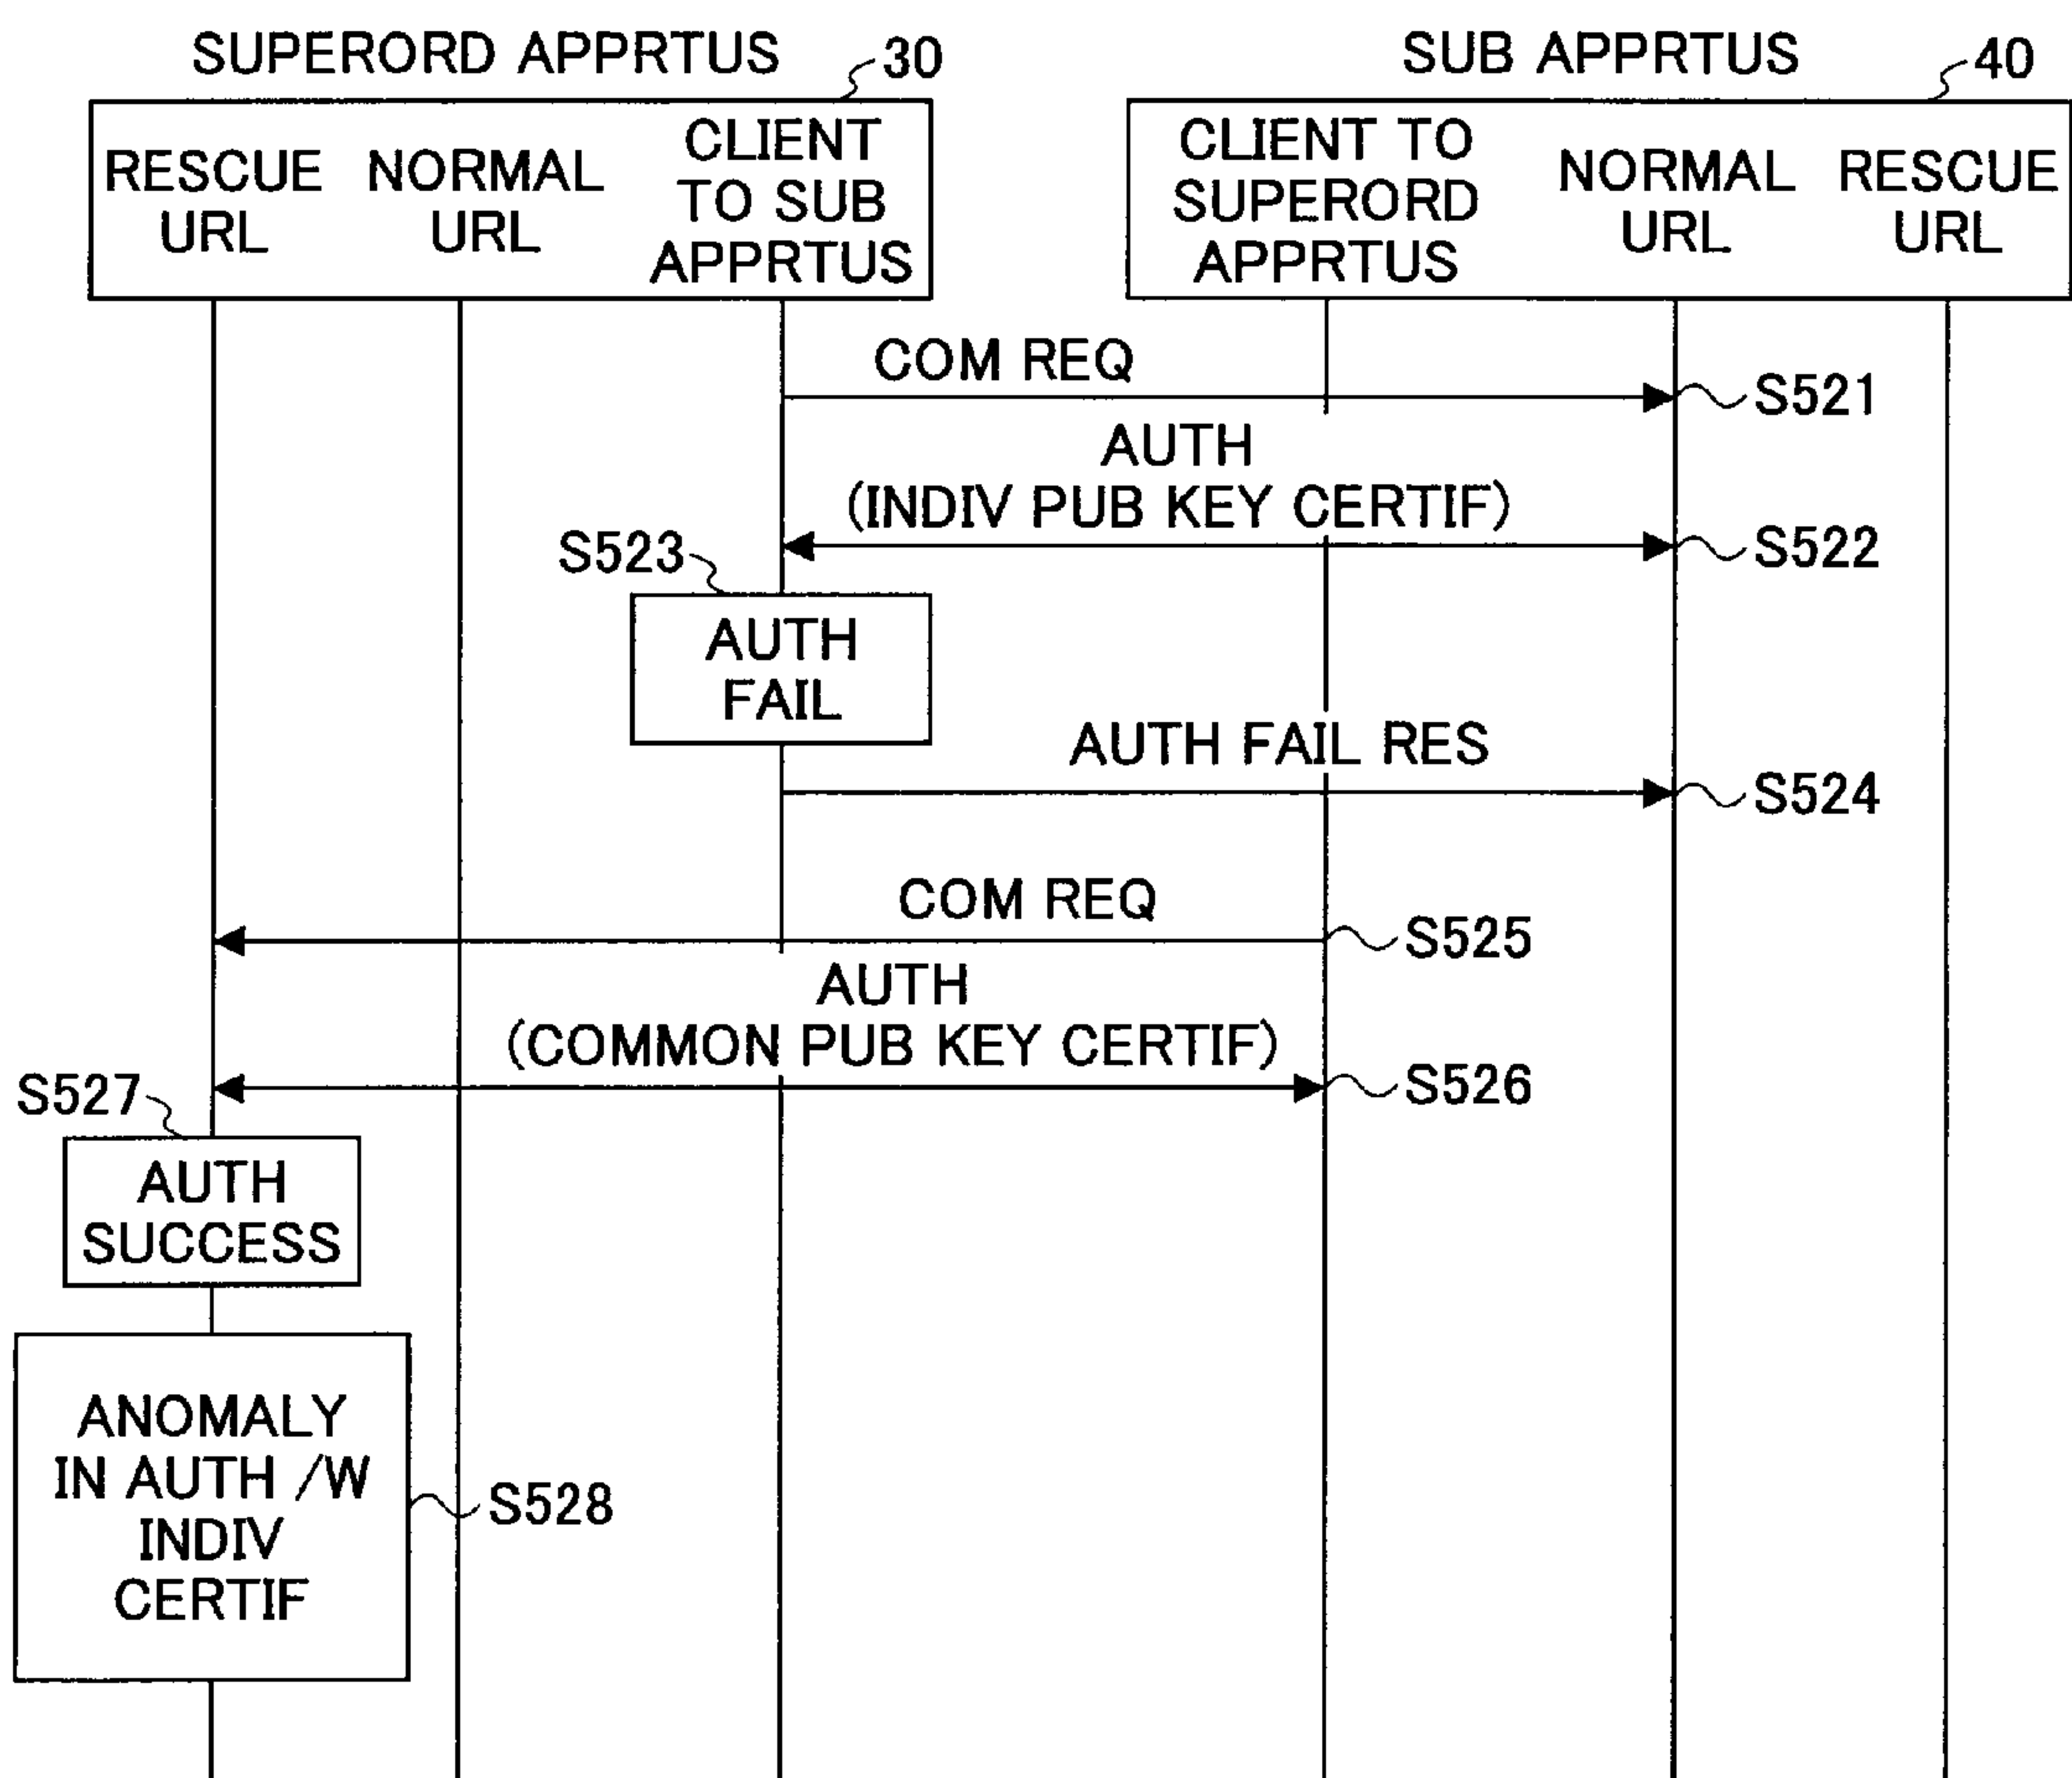 SUPERORD APPRTUS
30
SUB APPRTUS
40
RESCUE
URL
NORMAL
URL
CLIENT
TO SUB
APPRTUS
CLIENT TO
SUPERORD
APPRTUS
NORMAL
URL
RESCUE
URL
COM REQ
S521
AUTH
(INDIV PUB KEY CERTIF)
S522
S523
AUTH
FAIL
AUTH FAIL RES
S524
COM REQ
S525
AUTH
(COMMON PUB KEY CERTIF)
S526
S527
AUTH
SUCCESS
ANOMALY
IN AUTH /W
INDIV
CERTIF
S528